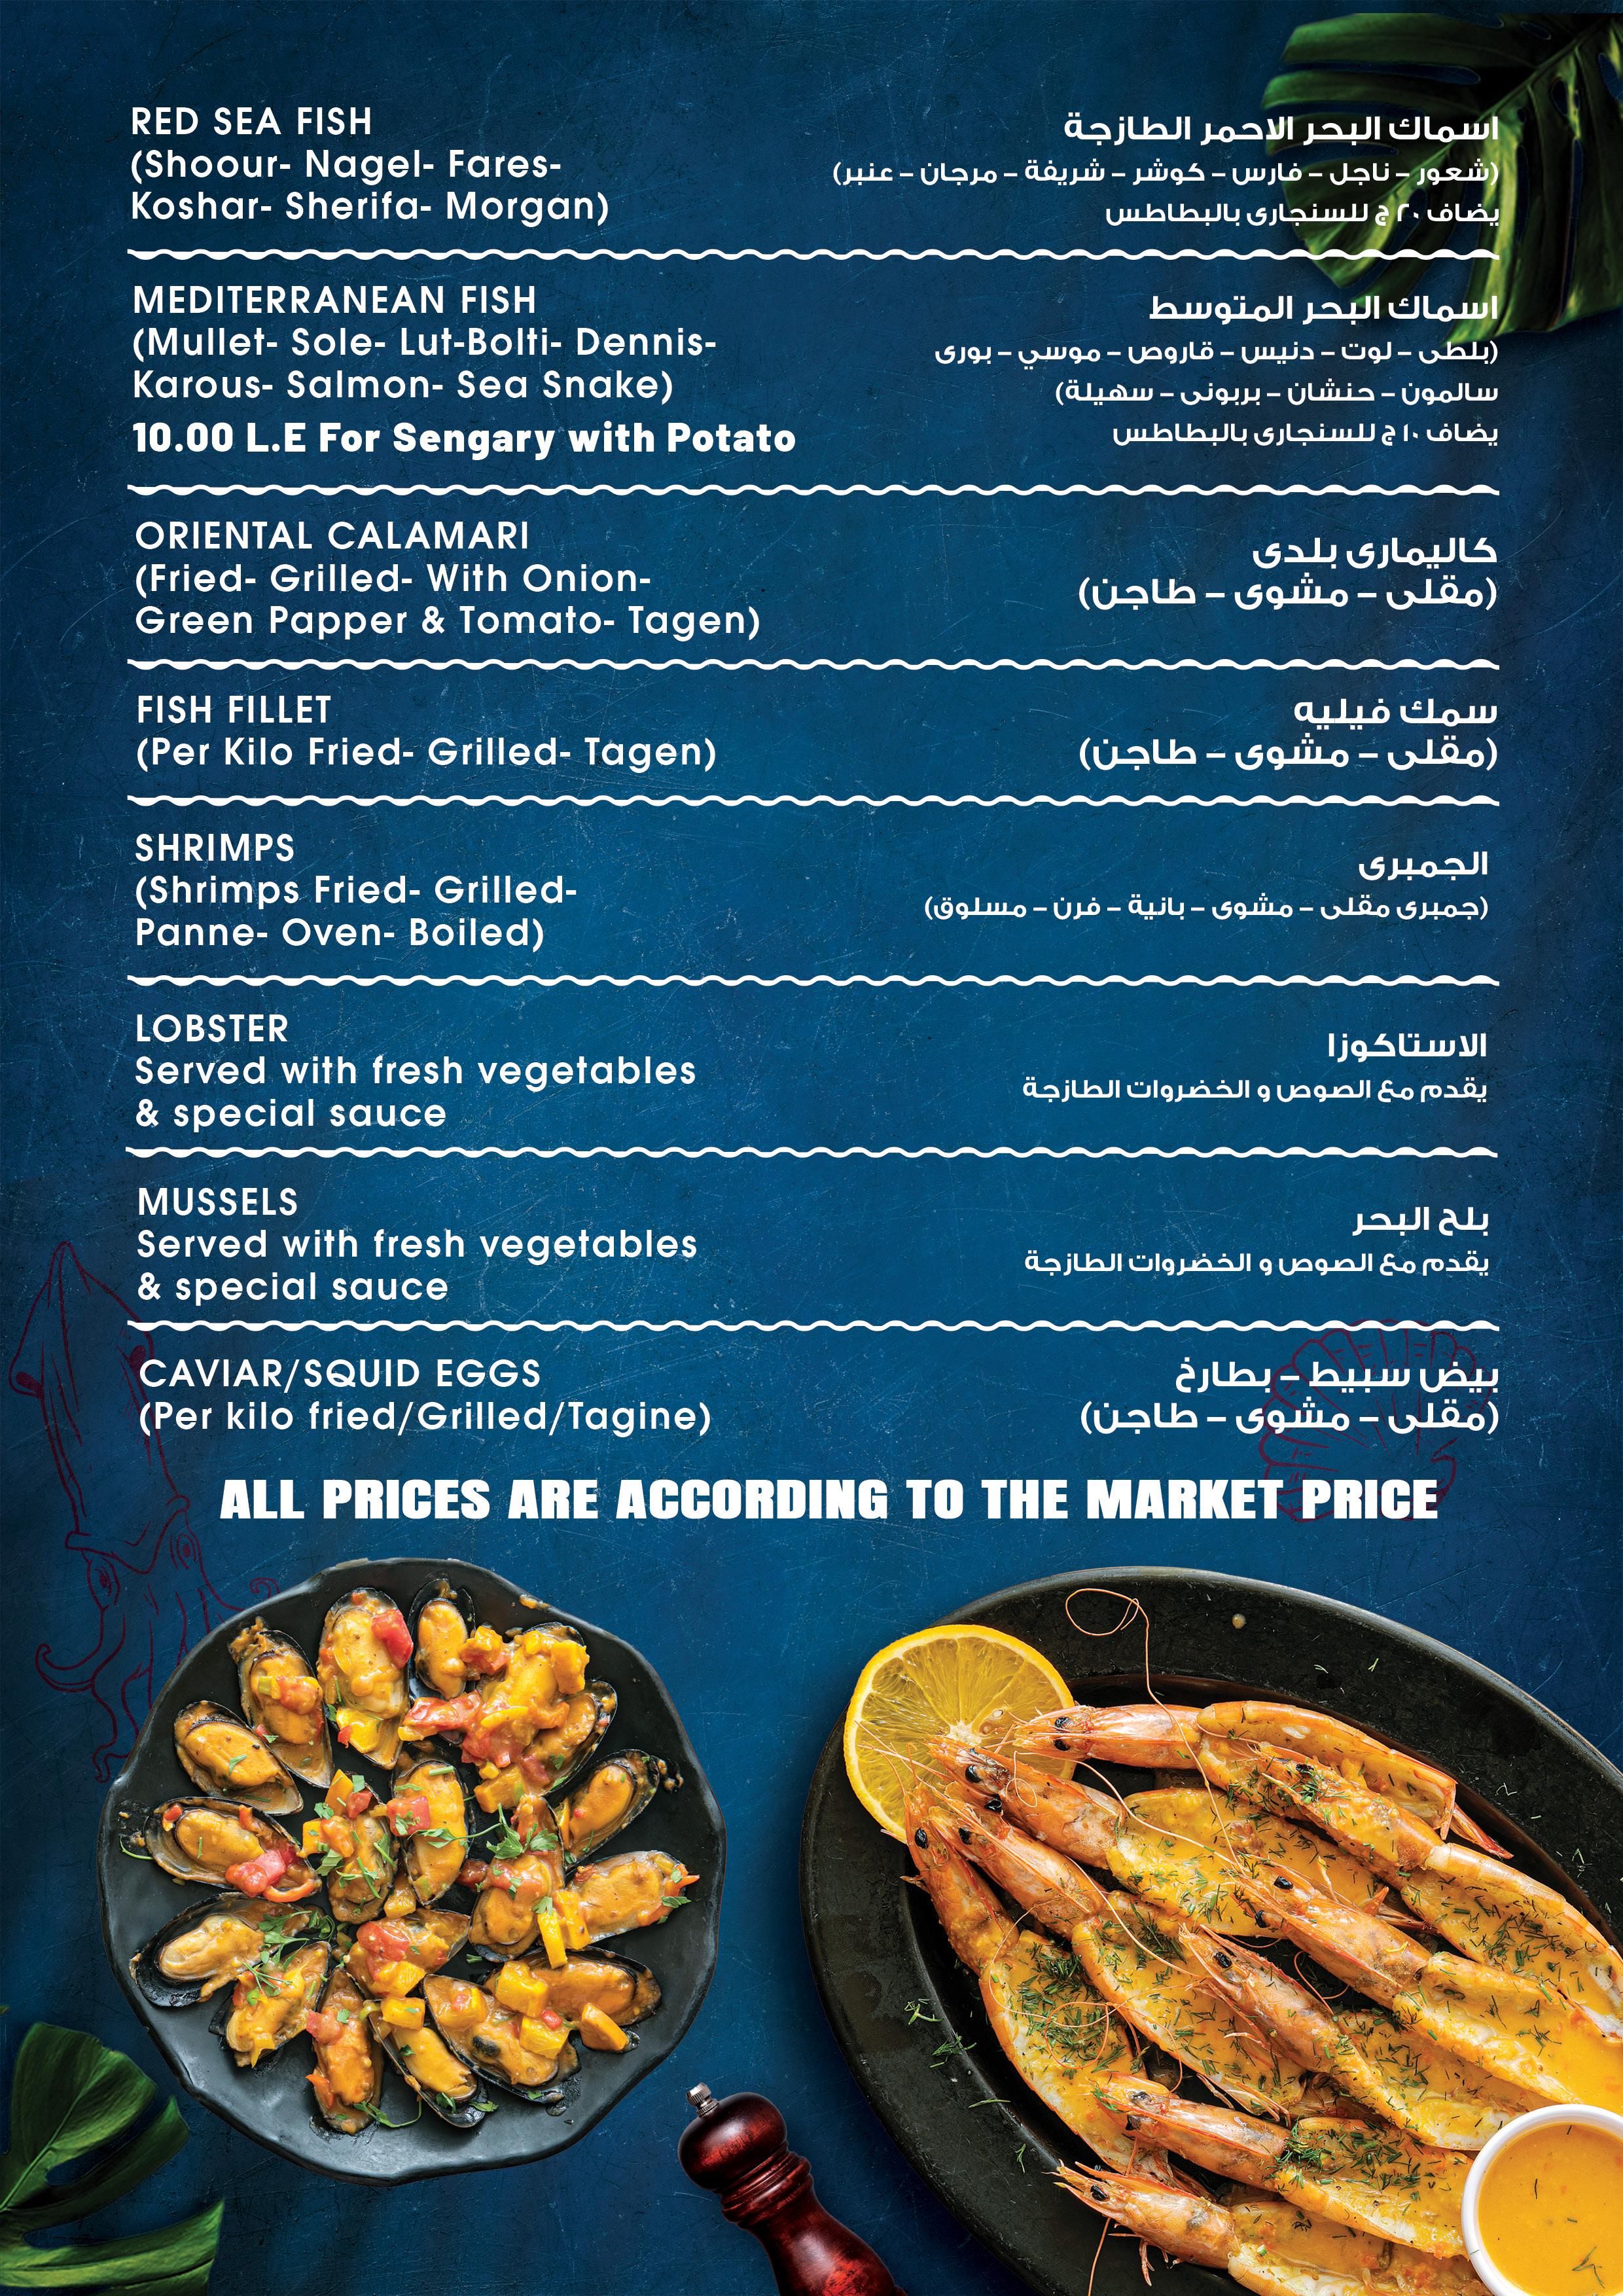 RED SEA FISH
(Shoour- Nagel- Fares-
Koshar- Sherifa- Morgan)
اسماك البحر الاحمر الطازجة
(شعور - ناجل - فارس - كوشر - شريفة - مرجان - عنبر)
يضاف ٢٠ ج للسنجارى بالبطاطس
MEDITERRANEAN FISH
(Mullet- Sole- Lut-Bolti- Dennis-
Karous- Salmon- Sea Snake)
10.00 L.E For Sengary with Potato
اسماك البحر المتوسط
(بلطى - لوت - دنيس - قاروص - موسي - بورى
سالمون - حنشان - بربونى - سهيلة)
يضاف ١٠ ج للسنجارى بالبطاطس
ORIENTAL CALAMARI
(Fried- Grilled- With Onion-
Green Papper & Tomato- Tagen)
كاليمارى بلدى
(مقلى - مشوى - طاجن)
FISH FILLET
(Per Kilo Fried- Grilled- Tagen)
سمك فيليه
(مقلى - مشوى - طاجن)
SHRIMPS
(Shrimps Fried- Grilled-
Panne- Oven- Boiled)
الجمبرى
(جمبرى مقلى - مشوى - بانية - فرن - مسلوق)
LOBSTER
Served with fresh vegetables
& special sauce
الاستاكوزا
يقدم مع الصوص و الخضروات الطازجة
MUSSELS
Served with fresh vegetables
& special sauce
بلح البحر
يقدم مع الصوص و الخضروات الطازجة
CAVIAR/SQUID EGGS
(Per kilo fried/Grilled/Tagine)
بيض سبيط - بطارخ
(مقلى - مشوى - طاجن)
ALL PRICES ARE ACCORDING TO THE MARKET PRICE